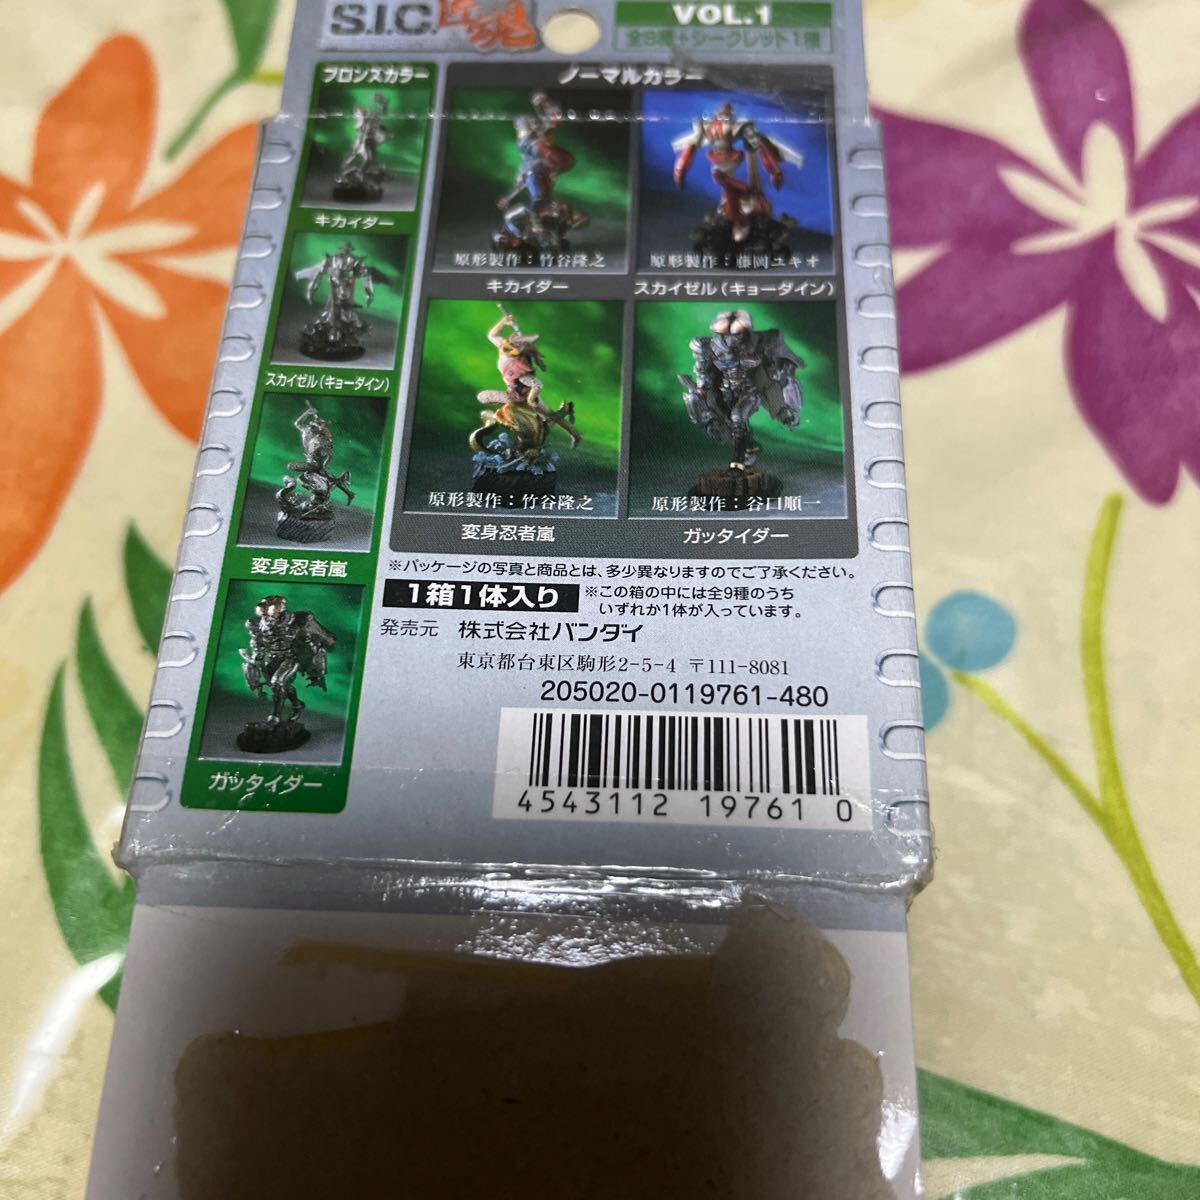 S.I.C.匠魂
VOL.1
全8種+シークレット1種
ブロンズカラー
キカイダー
スカイゼル(キョーダイン)
変身忍者嵐
ガッタイダー
ノーマルカラー
原形製作：竹谷隆之
キカイダー
原形製作：藤岡ユキオ
スカイゼル(キョーダイン)
原形製作：竹谷隆之
変身忍者嵐
原形製作：谷口順一
ガッタイダー
※パッケージの写真と商品とは、多少異なりますのでご了承ください。
1箱1体入り
※この箱の中には全9種のうち
いずれか1体が入っています。
発売元 株式会社バンダイ
東京都台東区駒形2-5-4 〒111-8081
205020-0119761-480
4543112 197610